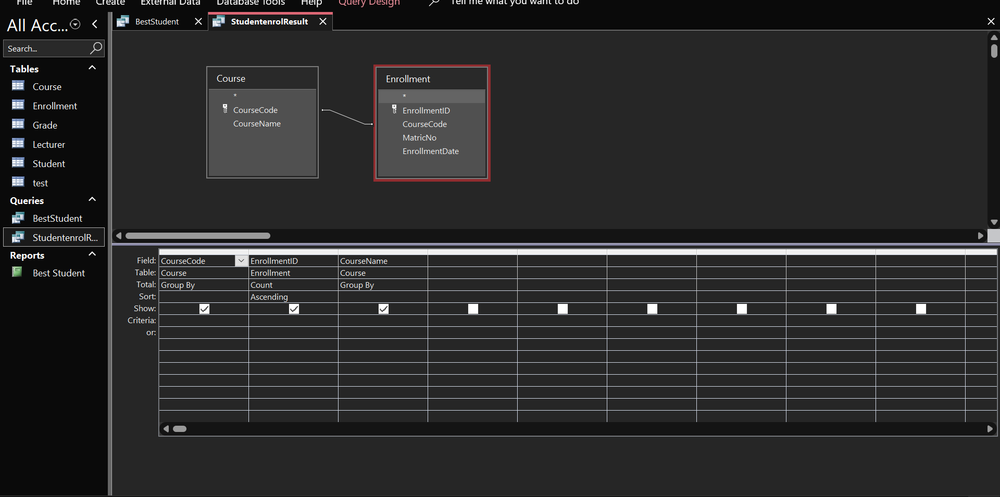 File Home Create External Data Database Tools Help Query Design Tell me what you want to do
All Acc...
Search...
Tables
Course
Enrollment
Grade
Lecturer
Student
test
Queries
BestStudent
StudentenrolR...
Reports
Best Student
BestStudent StudentenrolResult
Course
*
CourseCode
CourseName
Enrollment
*
EnrollmentID
CourseCode
MatricNo
EnrollmentDate
Field: CourseCode EnrollmentID CourseName
Table: Course Enrollment Course
Total: Group By Count Group By
Sort: Ascending
Show:
Criteria:
or: